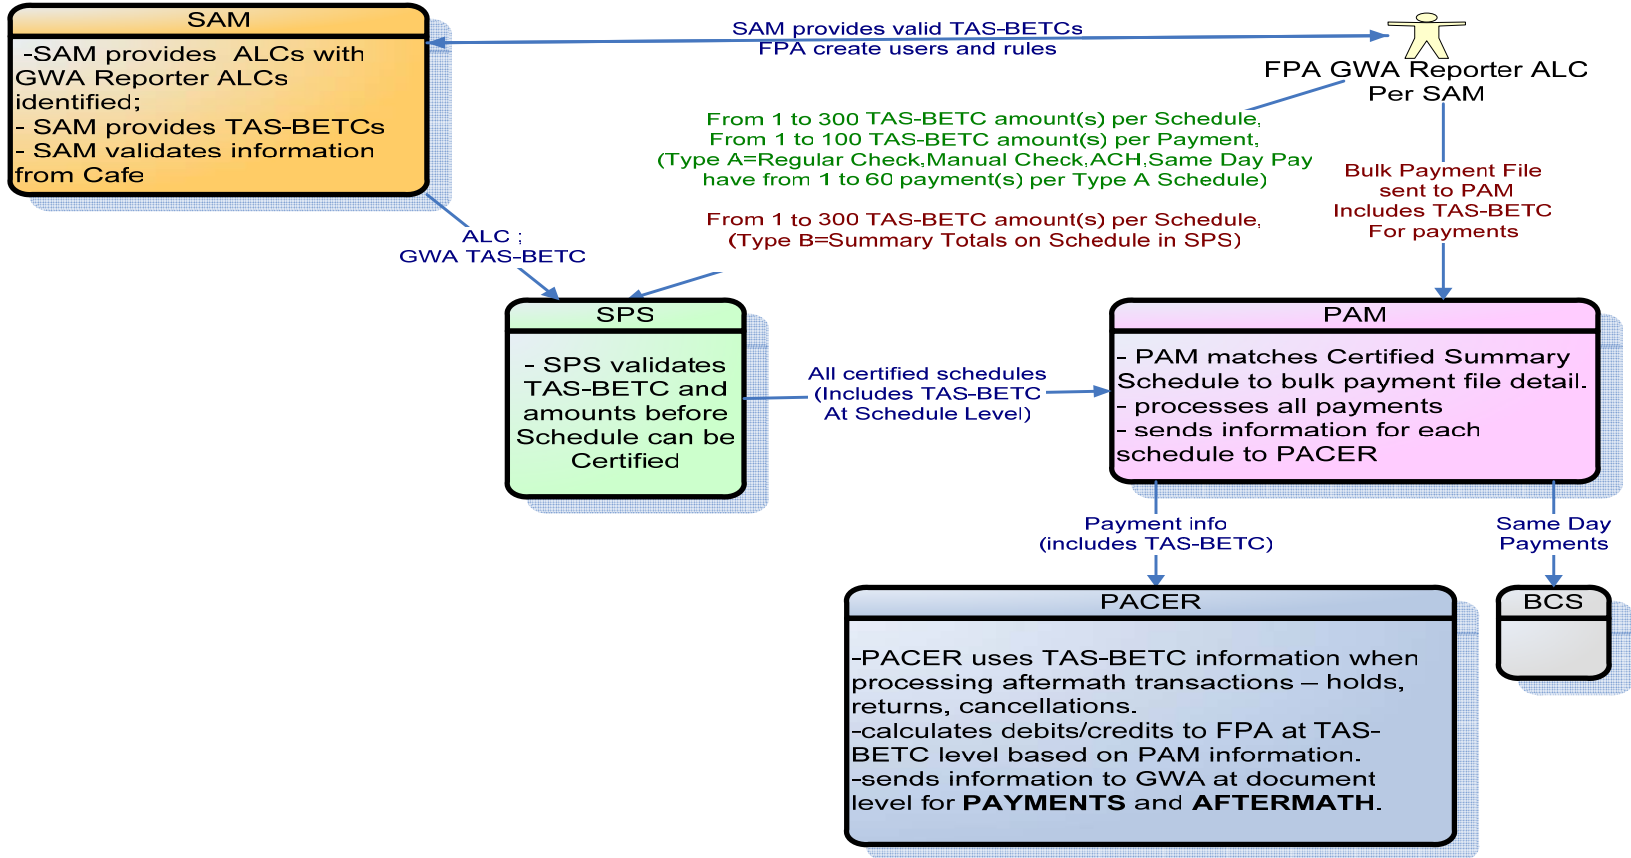 SAM
-SAM provides ALCs with
GWA Reporter ALCs
identified;
- SAM provides TAS-BETCs
- SAM validates information
from Cafe
SAM provides valid TAS-BETCs
FPA create users and rules
FPA GWA Reporter ALC
Per SAM
From 1 to 300 TAS-BETC amount(s) per Schedule,
From 1 to 100 TAS-BETC amount(s) per Payment,
(Type A=Regular Check,Manual Check,ACH,Same Day Pay
have from 1 to 60 payment(s) per Type A Schedule)
From 1 to 300 TAS-BETC amount(s) per Schedule,
(Type B=Summary Totals on Schedule in SPS)
Bulk Payment File
sent to PAM
Includes TAS-BETC
For payments
ALC ;
GWA TAS-BETC
SPS
- SPS validates
TAS-BETC and
amounts before
Schedule can be
Certified
All certified schedules
(Includes TAS-BETC
At Schedule Level)
PAM
- PAM matches Certified Summary
Schedule to bulk payment file detail.
- processes all payments
- sends information for each
schedule to PACER
Payment info
(includes TAS-BETC)
Same Day
Payments
PACER
-PACER uses TAS-BETC information when
processing aftermath transactions – holds,
returns, cancellations.
-calculates debits/credits to FPA at TAS-
BETC level based on PAM information.
-sends information to GWA at document
level for PAYMENTS and AFTERMATH.
BCS